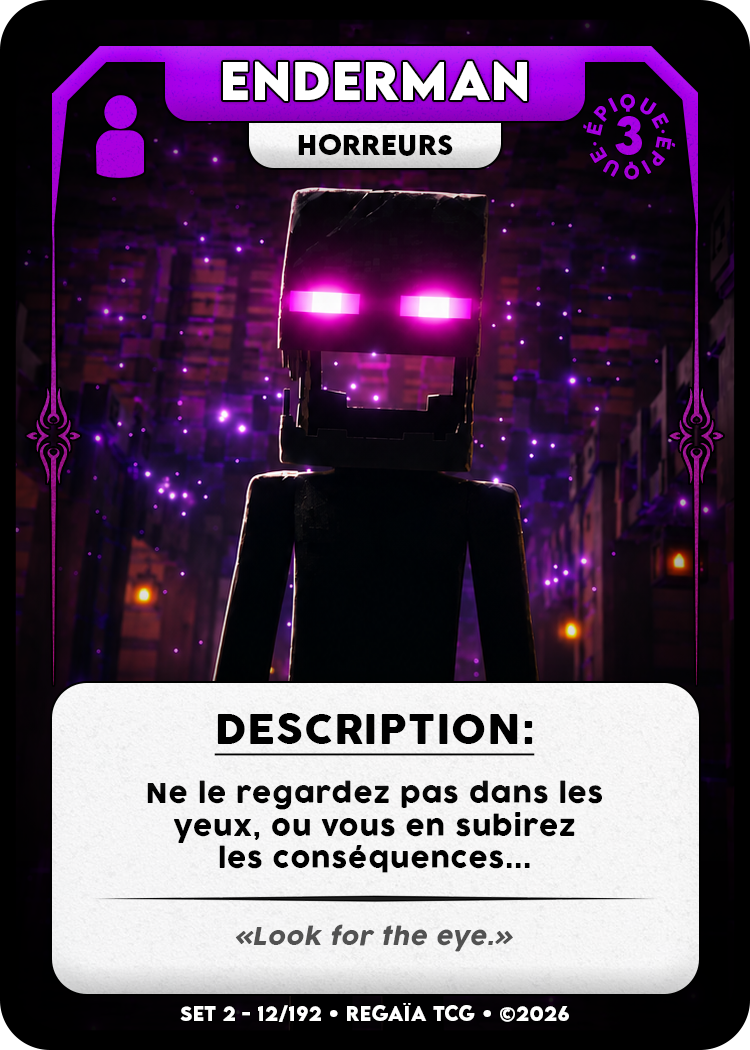 ENDERMAN
HORREURS
ÉPIQUE·ÉPIQUE·
3
DESCRIPTION:
Ne le regardez pas dans les
yeux, ou vous en subirez
les conséquences...
«Look for the eye.»
SET 2 - 12/192 • REGAÏA TCG • ©2026